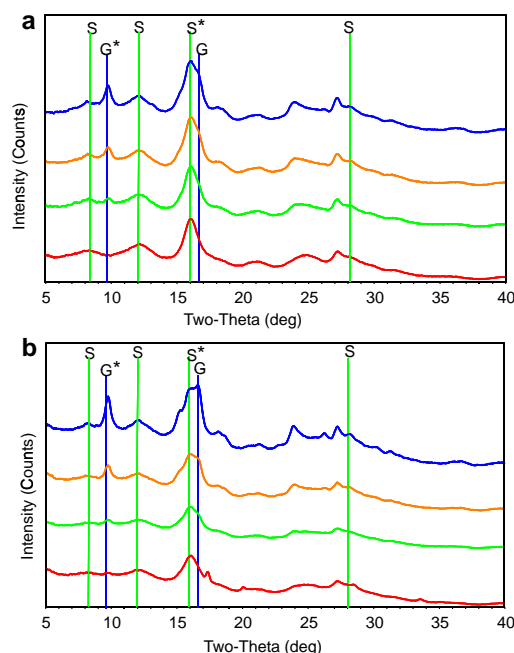 a
S S S* S
G* G
Intensity (Counts)
5 10 15 20 25 30 35 40
Two-Theta (deg)
b
S S S* S
G* G
Intensity (Counts)
5 10 15 20 25 30 35 40
Two-Theta (deg)